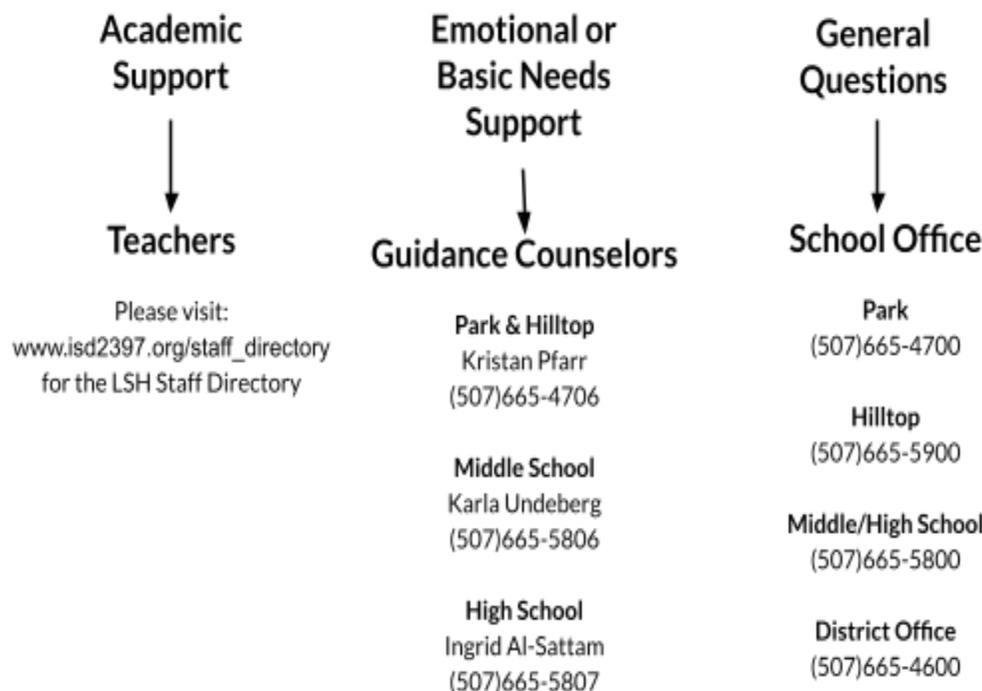 Academic
Support
Teachers
Please visit:
www.isd2397.org/staff_directory
for the LSH Staff Directory
Emotional or
Basic Needs
Support
Guidance Counselors
Park & Hilltop
Kristan Pfarr
(507)665-4706
Middle School
Karla Undeberg
(507)665-5806
High School
Ingrid Al-Sattam
(507)665-5807
General
Questions
School Office
Park
(507)665-4700
Hilltop
(507)665-5900
Middle/High School
(507)665-5800
District Office
(507)665-4600